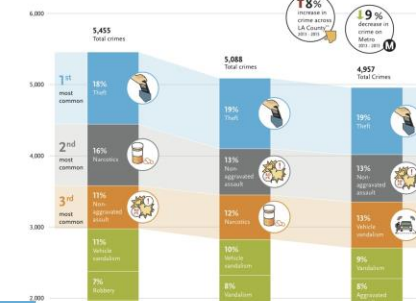 6,000
5,455
Total crimes
5,088
Total crimes
4,957
Total Crimes
↑8%
increase in
crime across
LA County
2013 - 2015
↓9%
decrease in
crime on
Metro
2013 - 2015
M
5,000
4,000
3,000
2,000
1st
most
common
2nd
most
common
3rd
most
common
18%
Theft
16%
Narcotics
11%
Non-
aggravated
assault
11%
Vehicle
vandalism
7%
Robbery
19%
Theft
13%
Non-
aggravated
assault
12%
Narcotics
10%
Vehicle
vandalism
8%
Vandalism
19%
Theft
13%
Non-
aggravated
assault
13%
Vehicle
vandalism
9%
Vandalism
8%
Aggravated